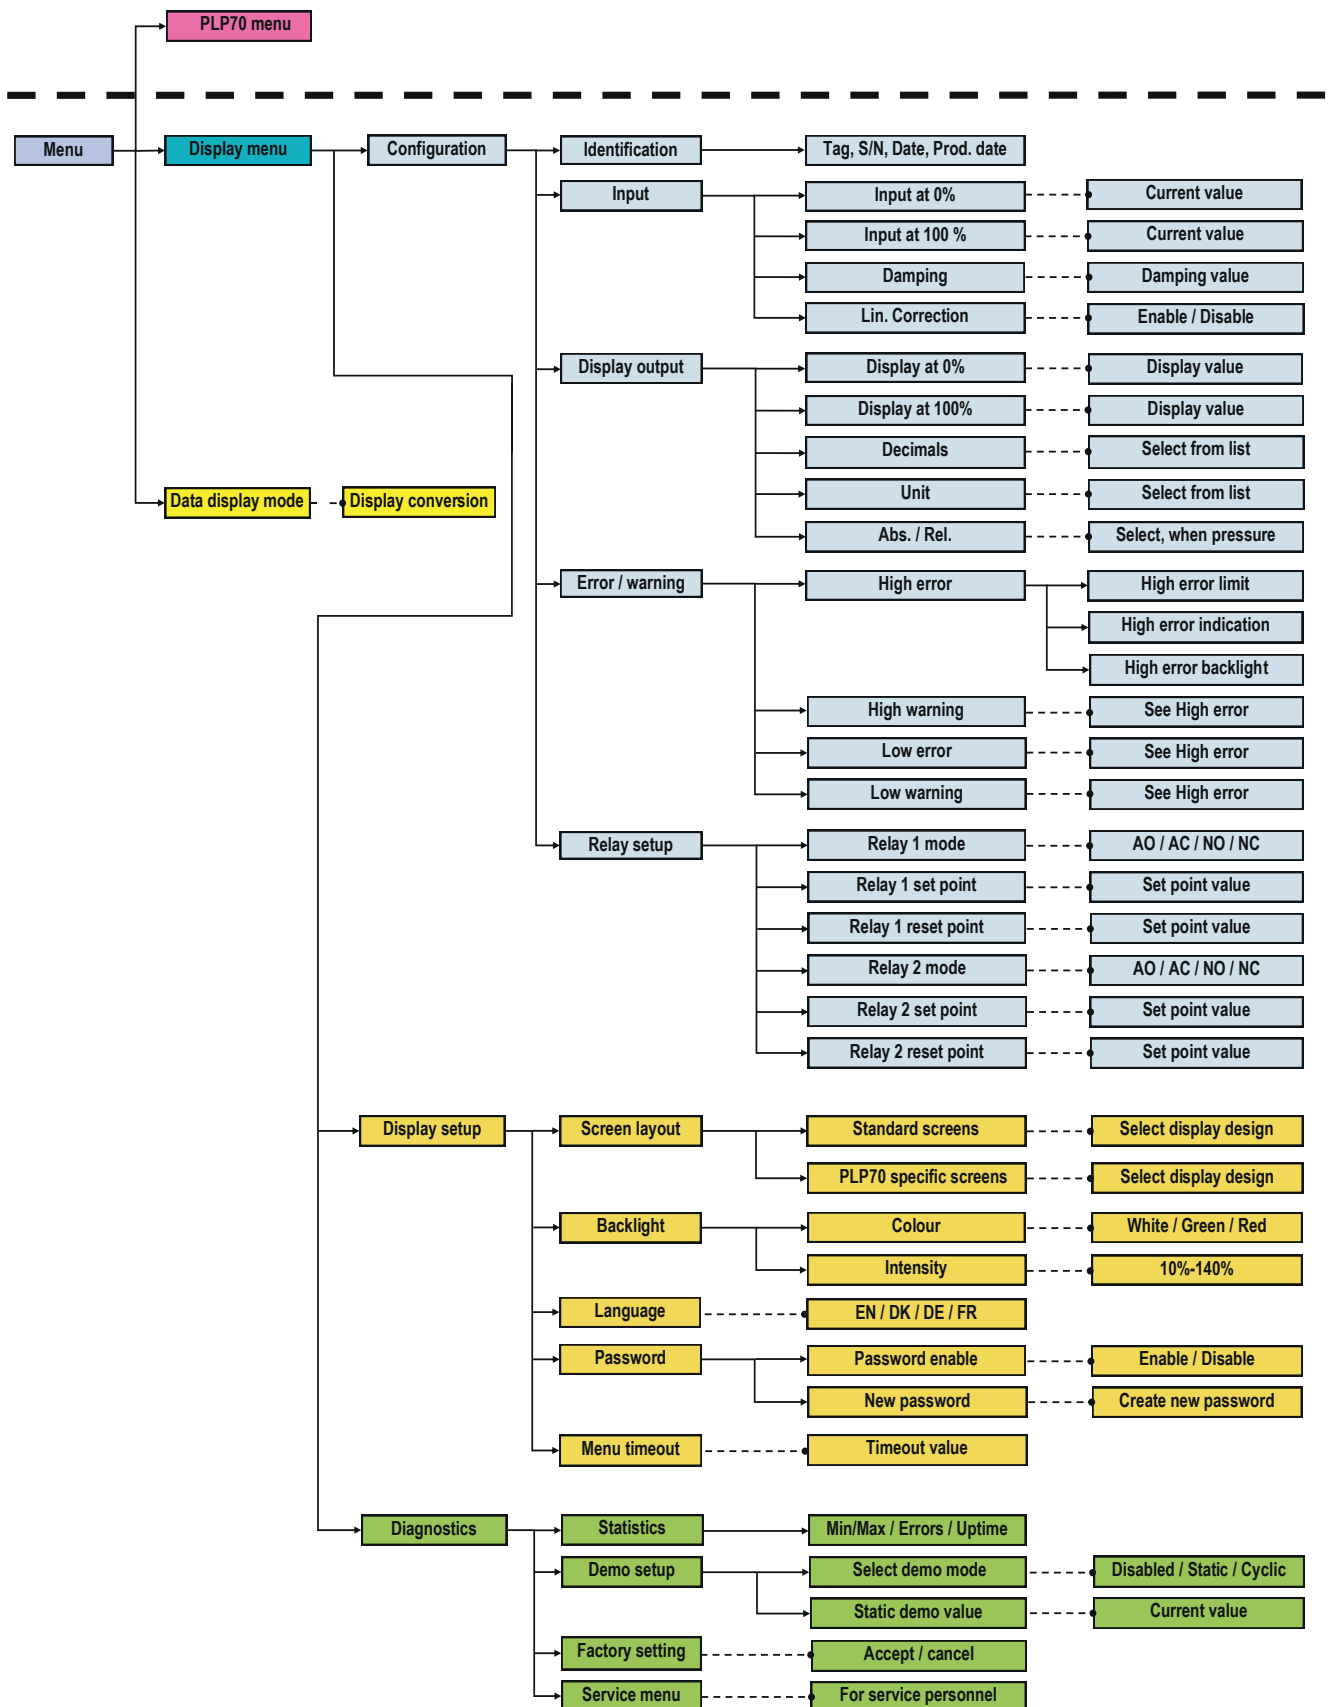 PLP70 menu
Menu
Display menu
Configuration
Identification
Tag, S/N, Date, Prod. date
Input
Input at 0%
Current value
Input at 100 %
Current value
Damping
Damping value
Lin. Correction
Enable / Disable
Display output
Display at 0%
Display value
Display at 100%
Display value
Decimals
Select from list
Data display mode
Display conversion
Unit
Select from list
Abs. / Rel.
Select, when pressure
Error / warning
High error
High error limit
High error indication
High error backlight
High warning
See High error
Low error
See High error
Low warning
See High error
Relay setup
Relay 1 mode
AO / AC / NO / NC
Relay 1 set point
Set point value
Relay 1 reset point
Set point value
Relay 2 mode
AO / AC / NO / NC
Relay 2 set point
Set point value
Relay 2 reset point
Set point value
Display setup
Screen layout
Standard screens
Select display design
PLP70 specific screens
Select display design
Backlight
Colour
White / Green / Red
Intensity
10%-140%
Language
EN / DK / DE / FR
Password
Password enable
Enable / Disable
New password
Create new password
Menu timeout
Timeout value
Diagnostics
Statistics
Min/Max / Errors / Uptime
Demo setup
Select demo mode
Disabled / Static / Cyclic
Static demo value
Current value
Factory setting
Accept / cancel
Service menu
For service personnel